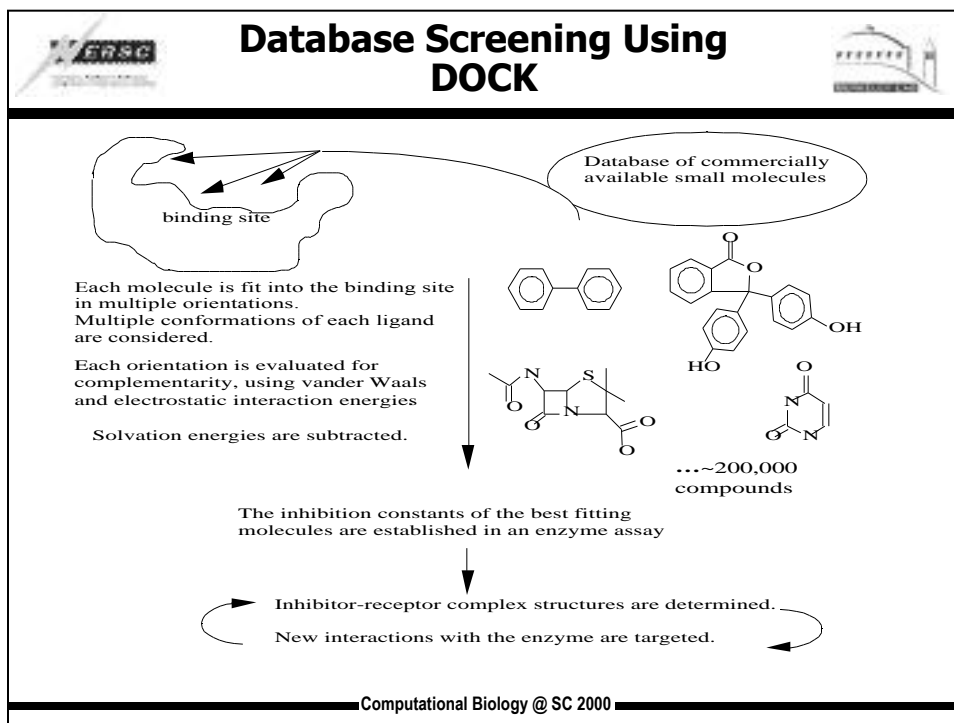 NERSC
Database Screening Using
DOCK
BERKELEY LAB
Database of commercially
available small molecules
binding site
Each molecule is fit into the binding site
in multiple orientations.
Multiple conformations of each ligand
are considered.
Each orientation is evaluated for
complementarity, using vander Waals
and electrostatic interaction energies
Solvation energies are subtracted.
O
O
OH
HO
N
S
O
O
N
O
O
O
N
O
N
...~200,000
compounds
The inhibition constants of the best fitting
molecules are established in an enzyme assay
Inhibitor-receptor complex structures are determined.
New interactions with the enzyme are targeted.
Computational Biology @ SC 2000